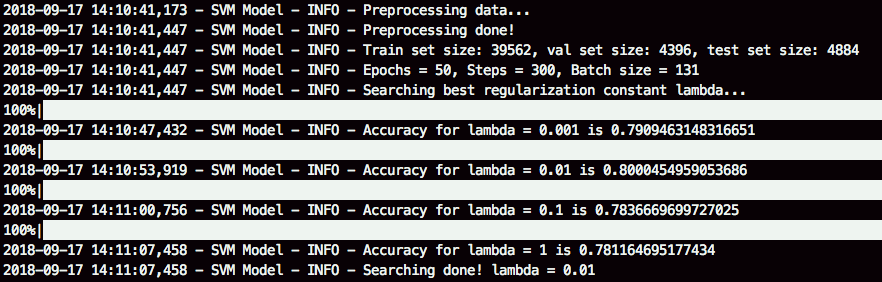 2018-09-17 14:10:41,173 - SVM Model - INFO - Preprocessing data...
2018-09-17 14:10:41,447 - SVM Model - INFO - Preprocessing done!
2018-09-17 14:10:41,447 - SVM Model - INFO - Train set size: 39562, val set size: 4396, test set size: 4884
2018-09-17 14:10:41,447 - SVM Model - INFO - Epochs = 50, Steps = 300, Batch size = 131
2018-09-17 14:10:41,447 - SVM Model - INFO - Searching best regularization constant lambda...
100%|
2018-09-17 14:10:47,432 - SVM Model - INFO - Accuracy for lambda = 0.001 is 0.7909463148316651
100%|
2018-09-17 14:10:53,919 - SVM Model - INFO - Accuracy for lambda = 0.01 is 0.8000454959053686
100%|
2018-09-17 14:11:00,756 - SVM Model - INFO - Accuracy for lambda = 0.1 is 0.7836669699727025
100%|
2018-09-17 14:11:07,458 - SVM Model - INFO - Accuracy for lambda = 1 is 0.781164695177434
2018-09-17 14:11:07,458 - SVM Model - INFO - Searching done! lambda = 0.01